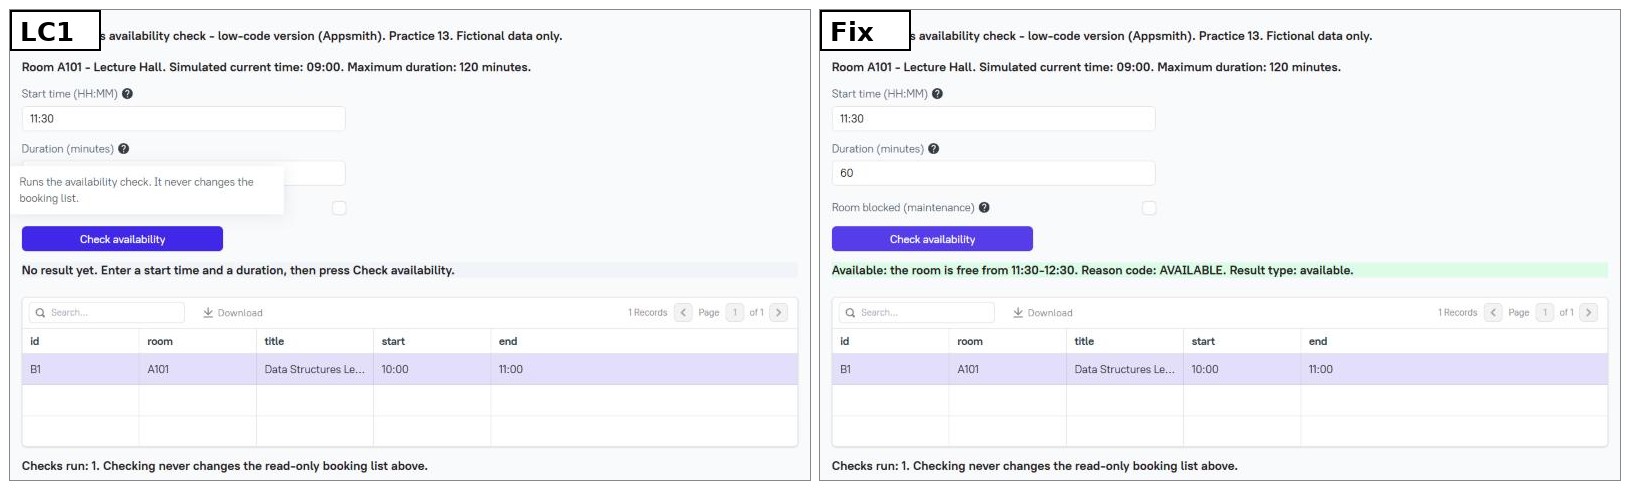 LC1
s availability check - low-code version (Appsmith). Practice 13. Fictional data only.
Room A101 - Lecture Hall. Simulated current time: 09:00. Maximum duration: 120 minutes.
Start time (HH:MM) ?
11:30
Duration (minutes) ?
Runs the availability check. It never changes the
booking list.
Check availability
No result yet. Enter a start time and a duration, then press Check availability.
Search... Download 1 Records Page 1 of 1
id room title start end
B1 A101 Data Structures Le... 10:00 11:00
Checks run: 1. Checking never changes the read-only booking list above.
Fix
s availability check - low-code version (Appsmith). Practice 13. Fictional data only.
Room A101 - Lecture Hall. Simulated current time: 09:00. Maximum duration: 120 minutes.
Start time (HH:MM) ?
11:30
Duration (minutes) ?
60
Room blocked (maintenance) ?
Check availability
Available: the room is free from 11:30-12:30. Reason code: AVAILABLE. Result type: available.
Search... Download 1 Records Page 1 of 1
id room title start end
B1 A101 Data Structures Le... 10:00 11:00
Checks run: 1. Checking never changes the read-only booking list above.